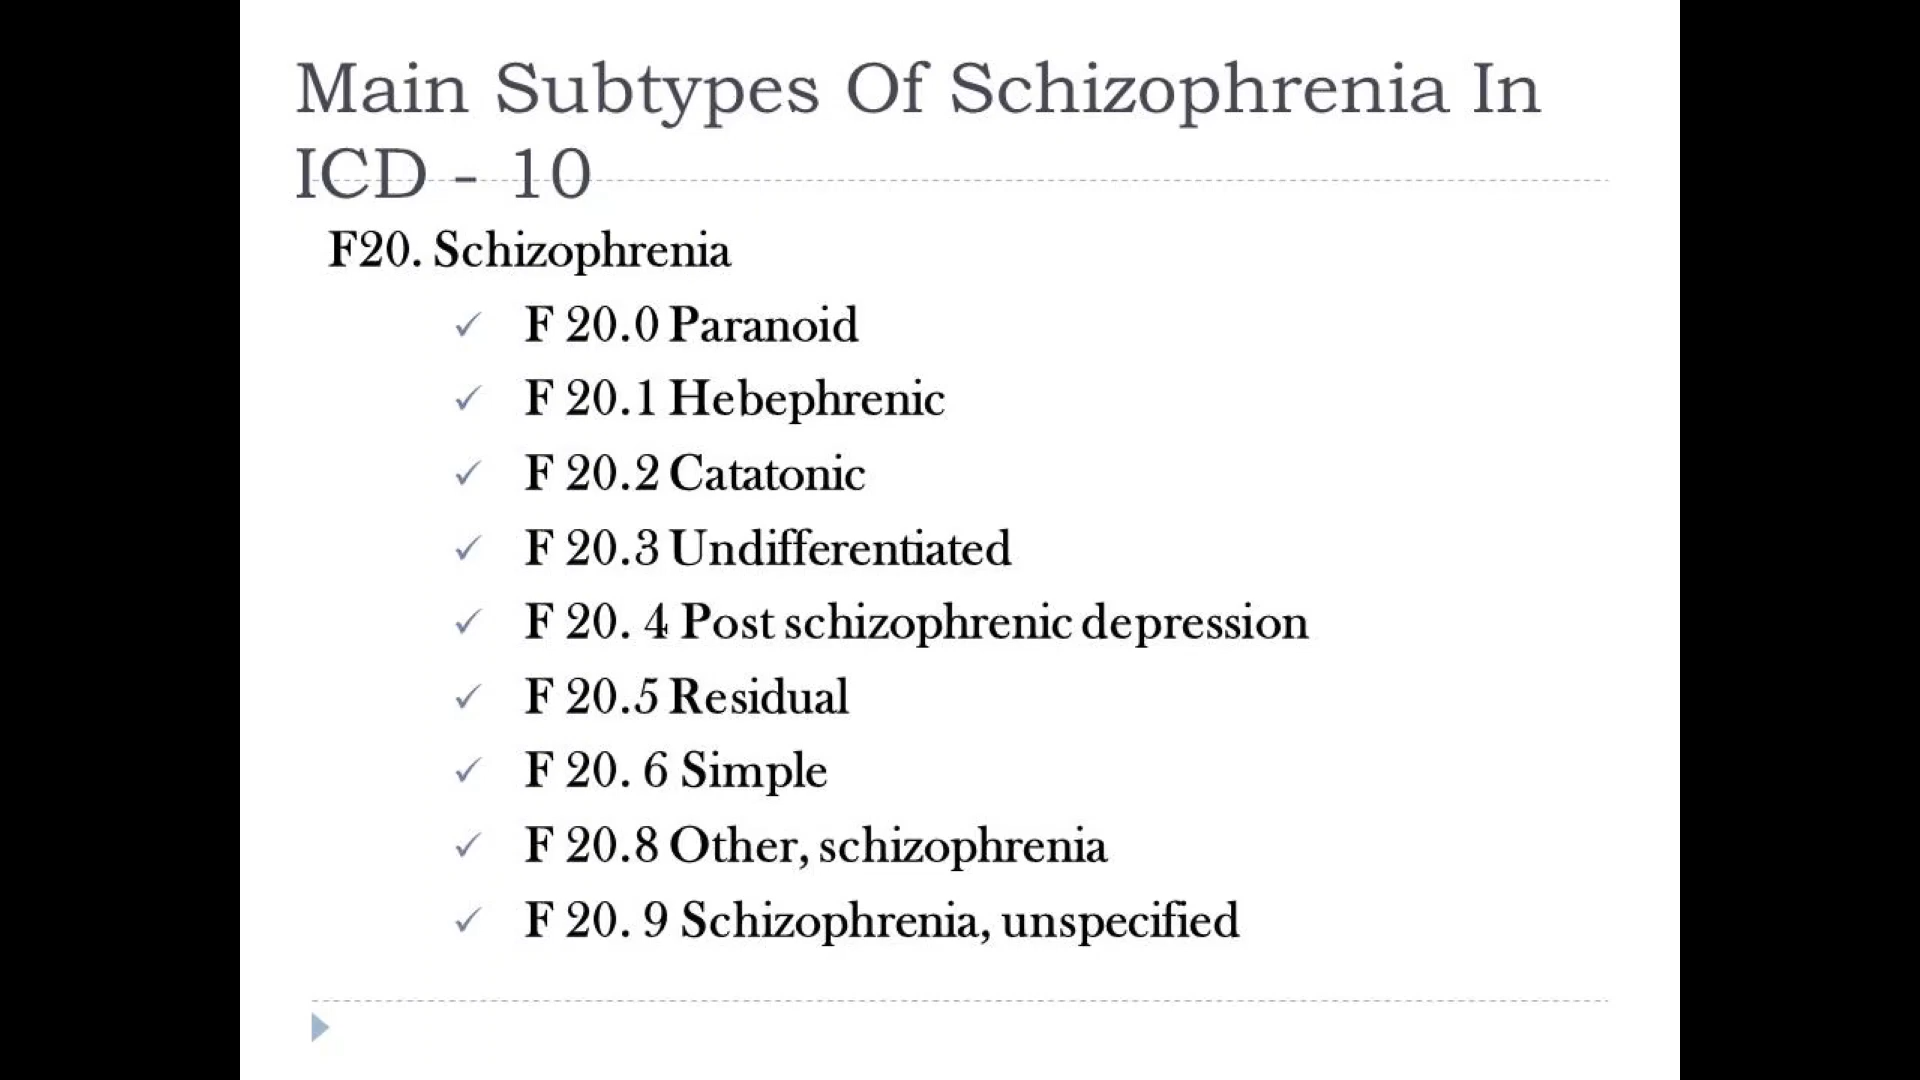 Main Subtypes Of Schizophrenia In
ICD - 10
F20. Schizophrenia
✓ F 20.0 Paranoid
✓ F 20.1 Hebephrenic
✓ F 20.2 Catatonic
✓ F 20.3 Undifferentiated
✓ F 20. 4 Post schizophrenic depression
✓ F 20.5 Residual
✓ F 20. 6 Simple
✓ F 20.8 Other, schizophrenia
✓ F 20. 9 Schizophrenia, unspecified